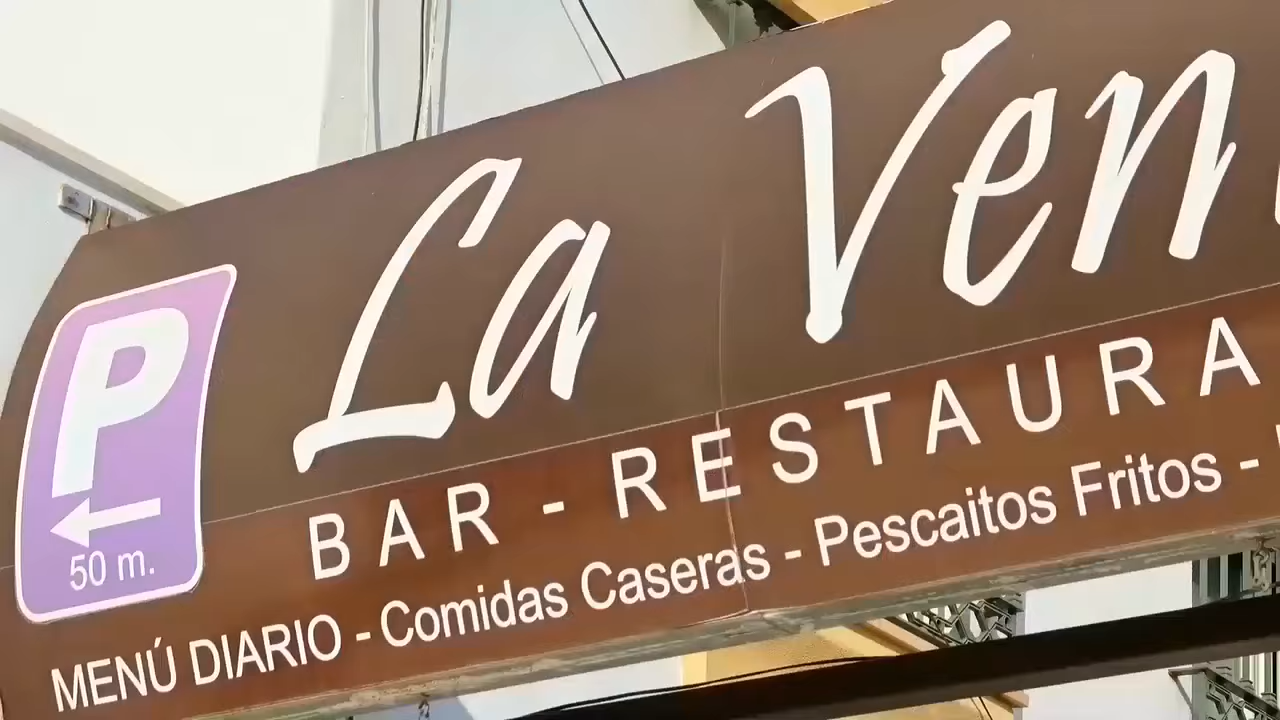 La Ven
BAR - RESTAURA
MENÚ DIARIO - Comidas Caseras - Pescaitos Fritos -
P
50 m.